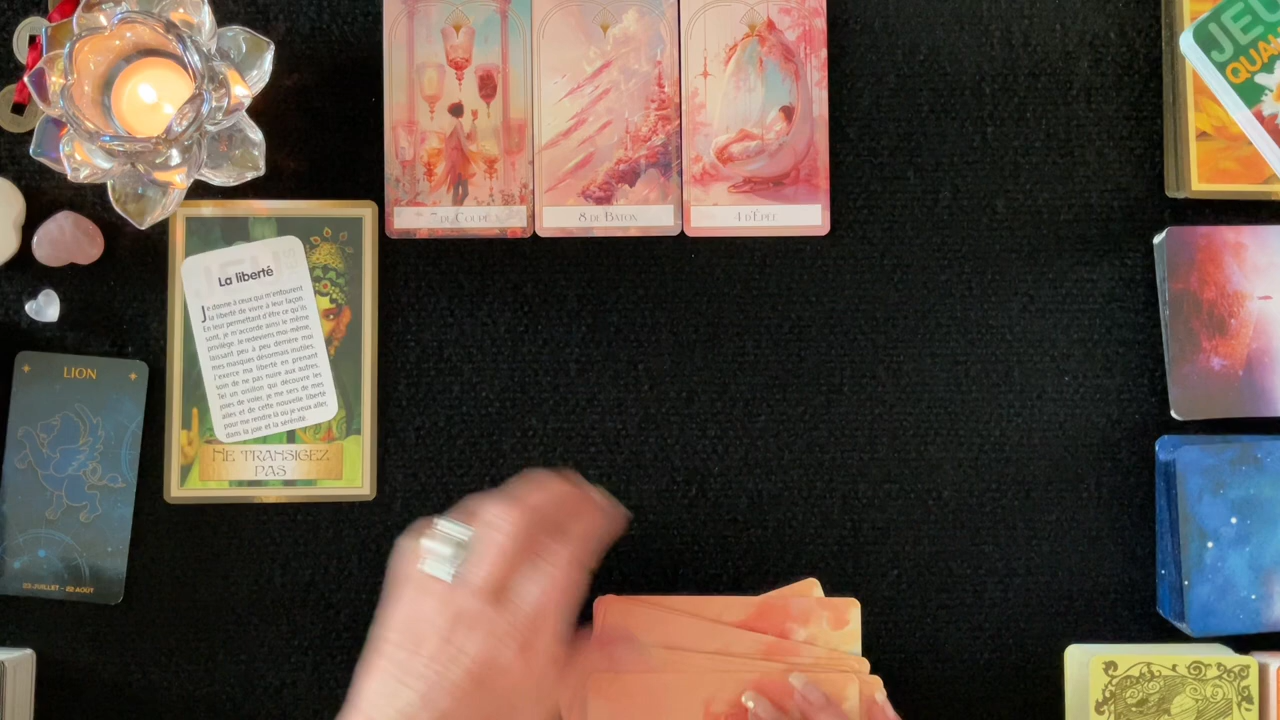 7 DE COUPE
8 DE BATON
4 D'ÉPÉE
JEU
QUAL
La liberté
Je donne à ceux qui m'entourent
la liberté de vivre à leur façon.
En leur permettant d'être ce qu'ils
sont, je m'accorde ainsi le même
privilège. Je redeviens moi-même,
laissant peu à peu derrière moi
mes masques désormais inutiles.
J'exerce ma liberté en prenant
soin de ne pas nuire aux autres.
Tel un oisillon qui découvre les
joies de voler, je me sers de mes
ailes et de cette nouvelle liberté
pour me rendre là où je veux aller,
dans la joie et la sérénité.
NE TRANSIGEZ
PAS
LION
23 JUILLET - 22 AOÛT